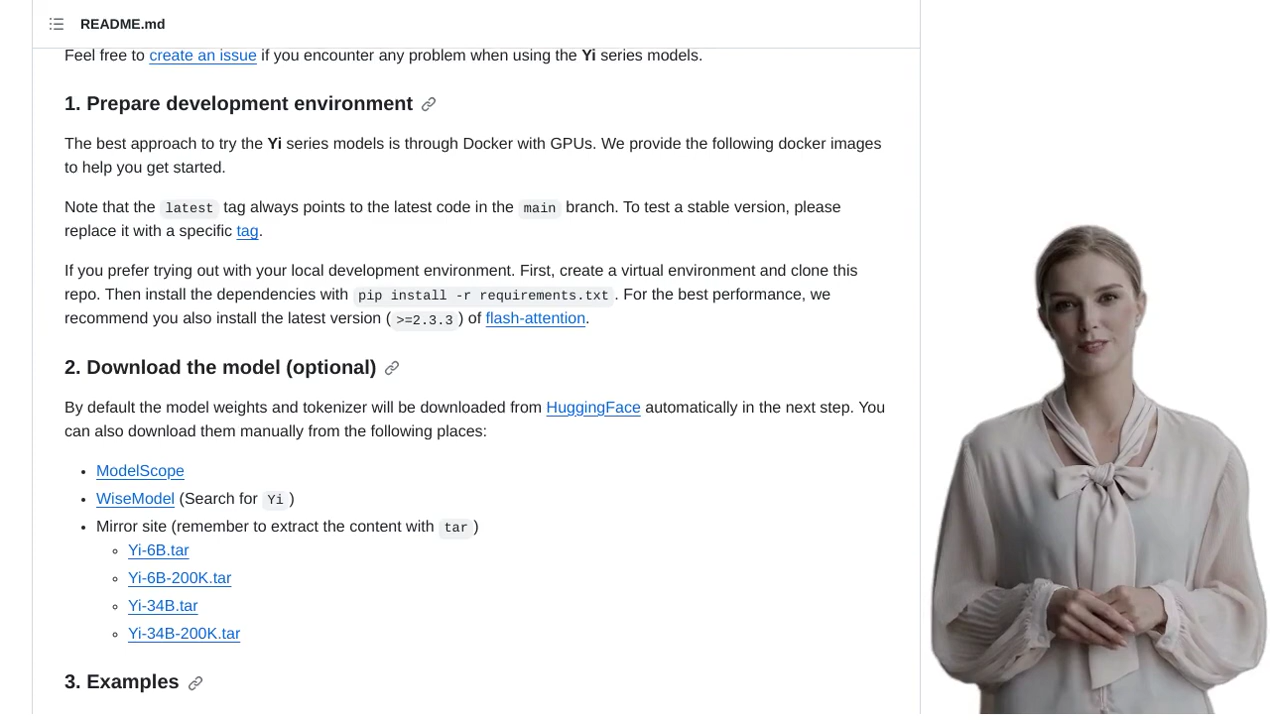 README.md
Feel free to create an issue if you encounter any problem when using the Yi series models.
1. Prepare development environment
The best approach to try the Yi series models is through Docker with GPUs. We provide the following docker images
to help you get started.
Note that the latest tag always points to the latest code in the main branch. To test a stable version, please
replace it with a specific tag.
If you prefer trying out with your local development environment. First, create a virtual environment and clone this
repo. Then install the dependencies with pip install -r requirements.txt. For the best performance, we
recommend you also install the latest version (>=2.3.3) of flash-attention.
2. Download the model (optional)
By default the model weights and tokenizer will be downloaded from HuggingFace automatically in the next step. You
can also download them manually from the following places:
• ModelScope
• WiseModel (Search for Yi)
• Mirror site (remember to extract the content with tar)
◦ Yi-6B.tar
◦ Yi-6B-200K.tar
◦ Yi-34B.tar
◦ Yi-34B-200K.tar
3. Examples